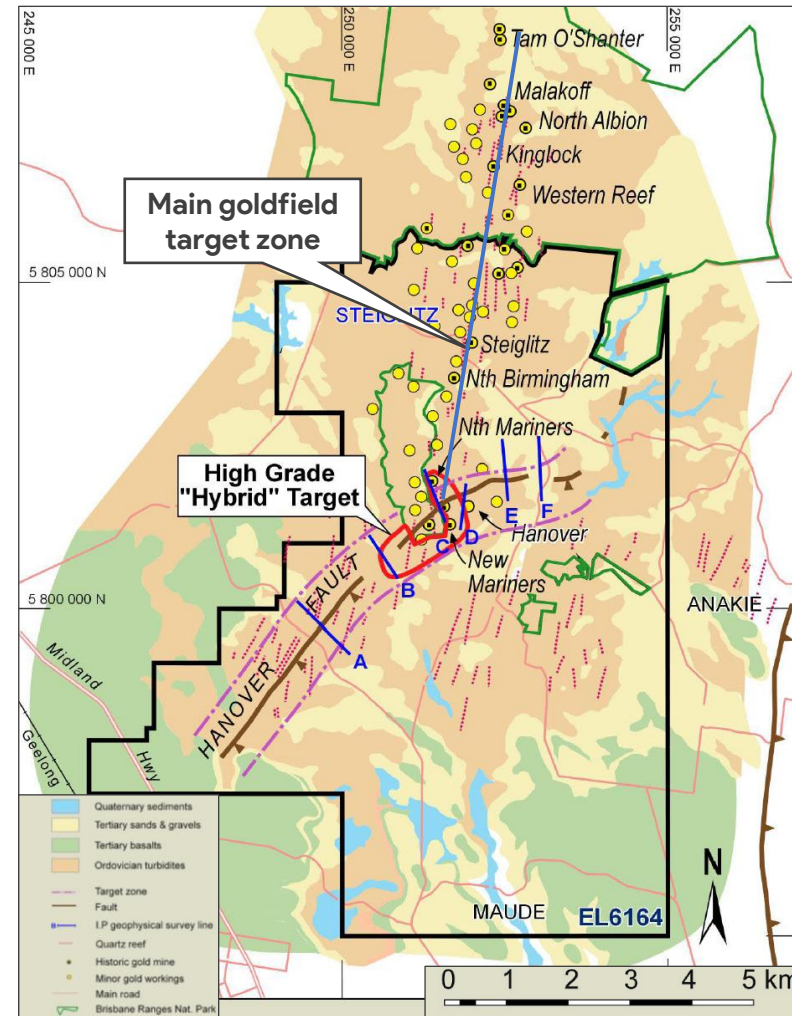 245 000 E
250 000 E
255 000 E
Tam O'Shanter
Malakoff
North Albion
Kinglock
Western Reef
Main goldfield
target zone
5 805 000 N
STEIGLITZ
Steiglitz
Nth Birmingham
Nth Mariners
High Grade
"Hybrid" Target
E
F
C
D
Hanover
New
Mariners
B
5 800 000 N
ANAKIE
HANOVER FAULT
A
Midland
Hwy
Geelong
MAUDE
EL6164
N
Quaternary sediments
Tertiary sands & gravels
Tertiary basalts
Ordovician turbidites
Target zone
Fault
I.P geophysical survey line
Quartz reef
Historic gold mine
Minor gold workings
Main road
Brisbane Ranges Nat. Park
0 1 2 3 4 5 km